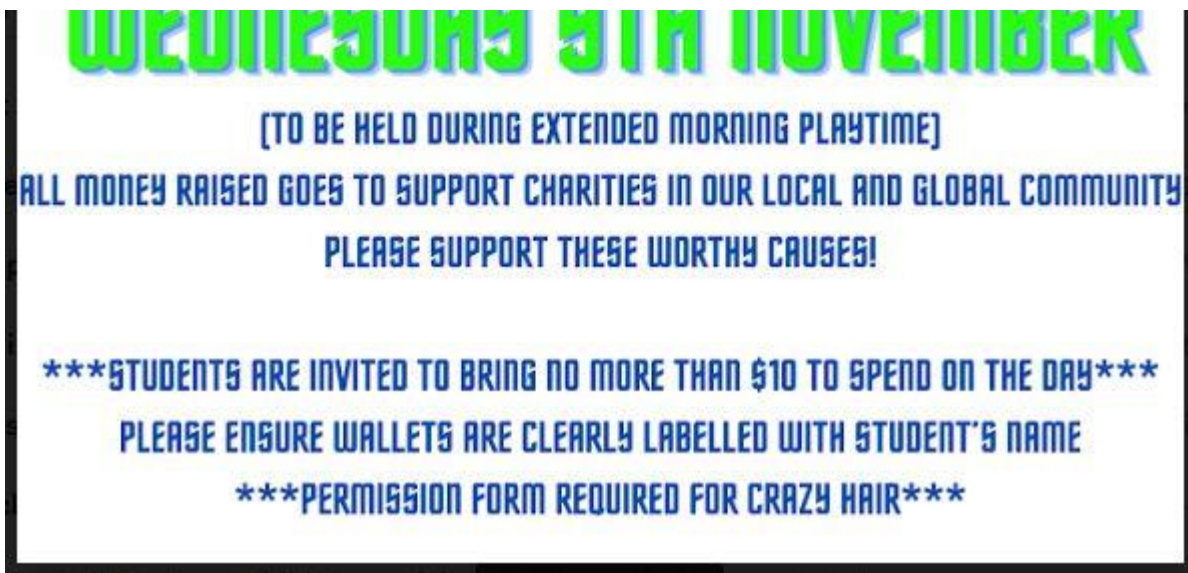 WEDNESDAY NOVEMBER
(TO BE HELD DURING EXTENDED MORNING PLAYTIME)
ALL MONEY RAISED GOES TO SUPPORT CHARITIES IN OUR LOCAL AND GLOBAL COMMUNITY
PLEASE SUPPORT THESE WORTHY CAUSES!
***STUDENTS ARE INVITED TO BRING NO MORE THAN $10 TO SPEND ON THE DAY***
PLEASE ENSURE WALLETS ARE CLEARLY LABELLED WITH STUDENT'S NAME
***PERMISSION FORM REQUIRED FOR CRAZY HAIR***